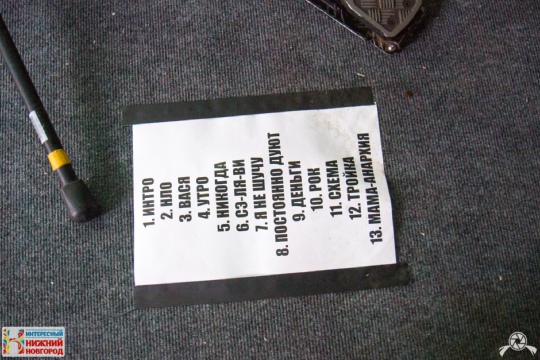 1. ИНТРО
2. НЛО
3. ВАСЯ
4. УТРО
5. НИКОГДА
6. СЭ-ЛЯ-ВИ
7. Я НЕ ШУЧУ
8. ПОСТОЯННО ДУЮТ
9. ДЕНЬГИ
10. РОК
11. СХЕМА
12. ТРОЙКА
13. МАМА-АНАРХИЯ
ИНТЕРЕСНЫЙ
НИЖНИЙ
НОВГОРОД